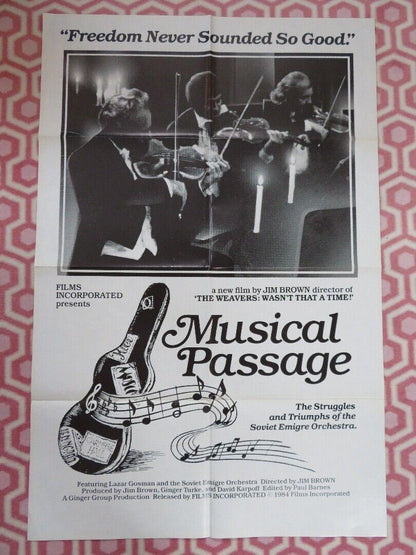 "Freedom Never Sounded So Good."
FILMS
INCORPORATED
presents
a new film by JIM BROWN director of
'THE WEAVERS: WASN'T THAT A TIME!'
Musical
Passage
The Struggles
and Triumphs of the
Soviet Emigre Orchestra.
Featuring Lazar Gosman and the Soviet Emigre Orchestra Directed by JIM BROWN
Produced by Jim Brown, Ginger Turke, and David Karpoff Edited by Paul Barnes
A Ginger Group Production Released by FILMS INCORPORATED © 1984 Films Incorporated